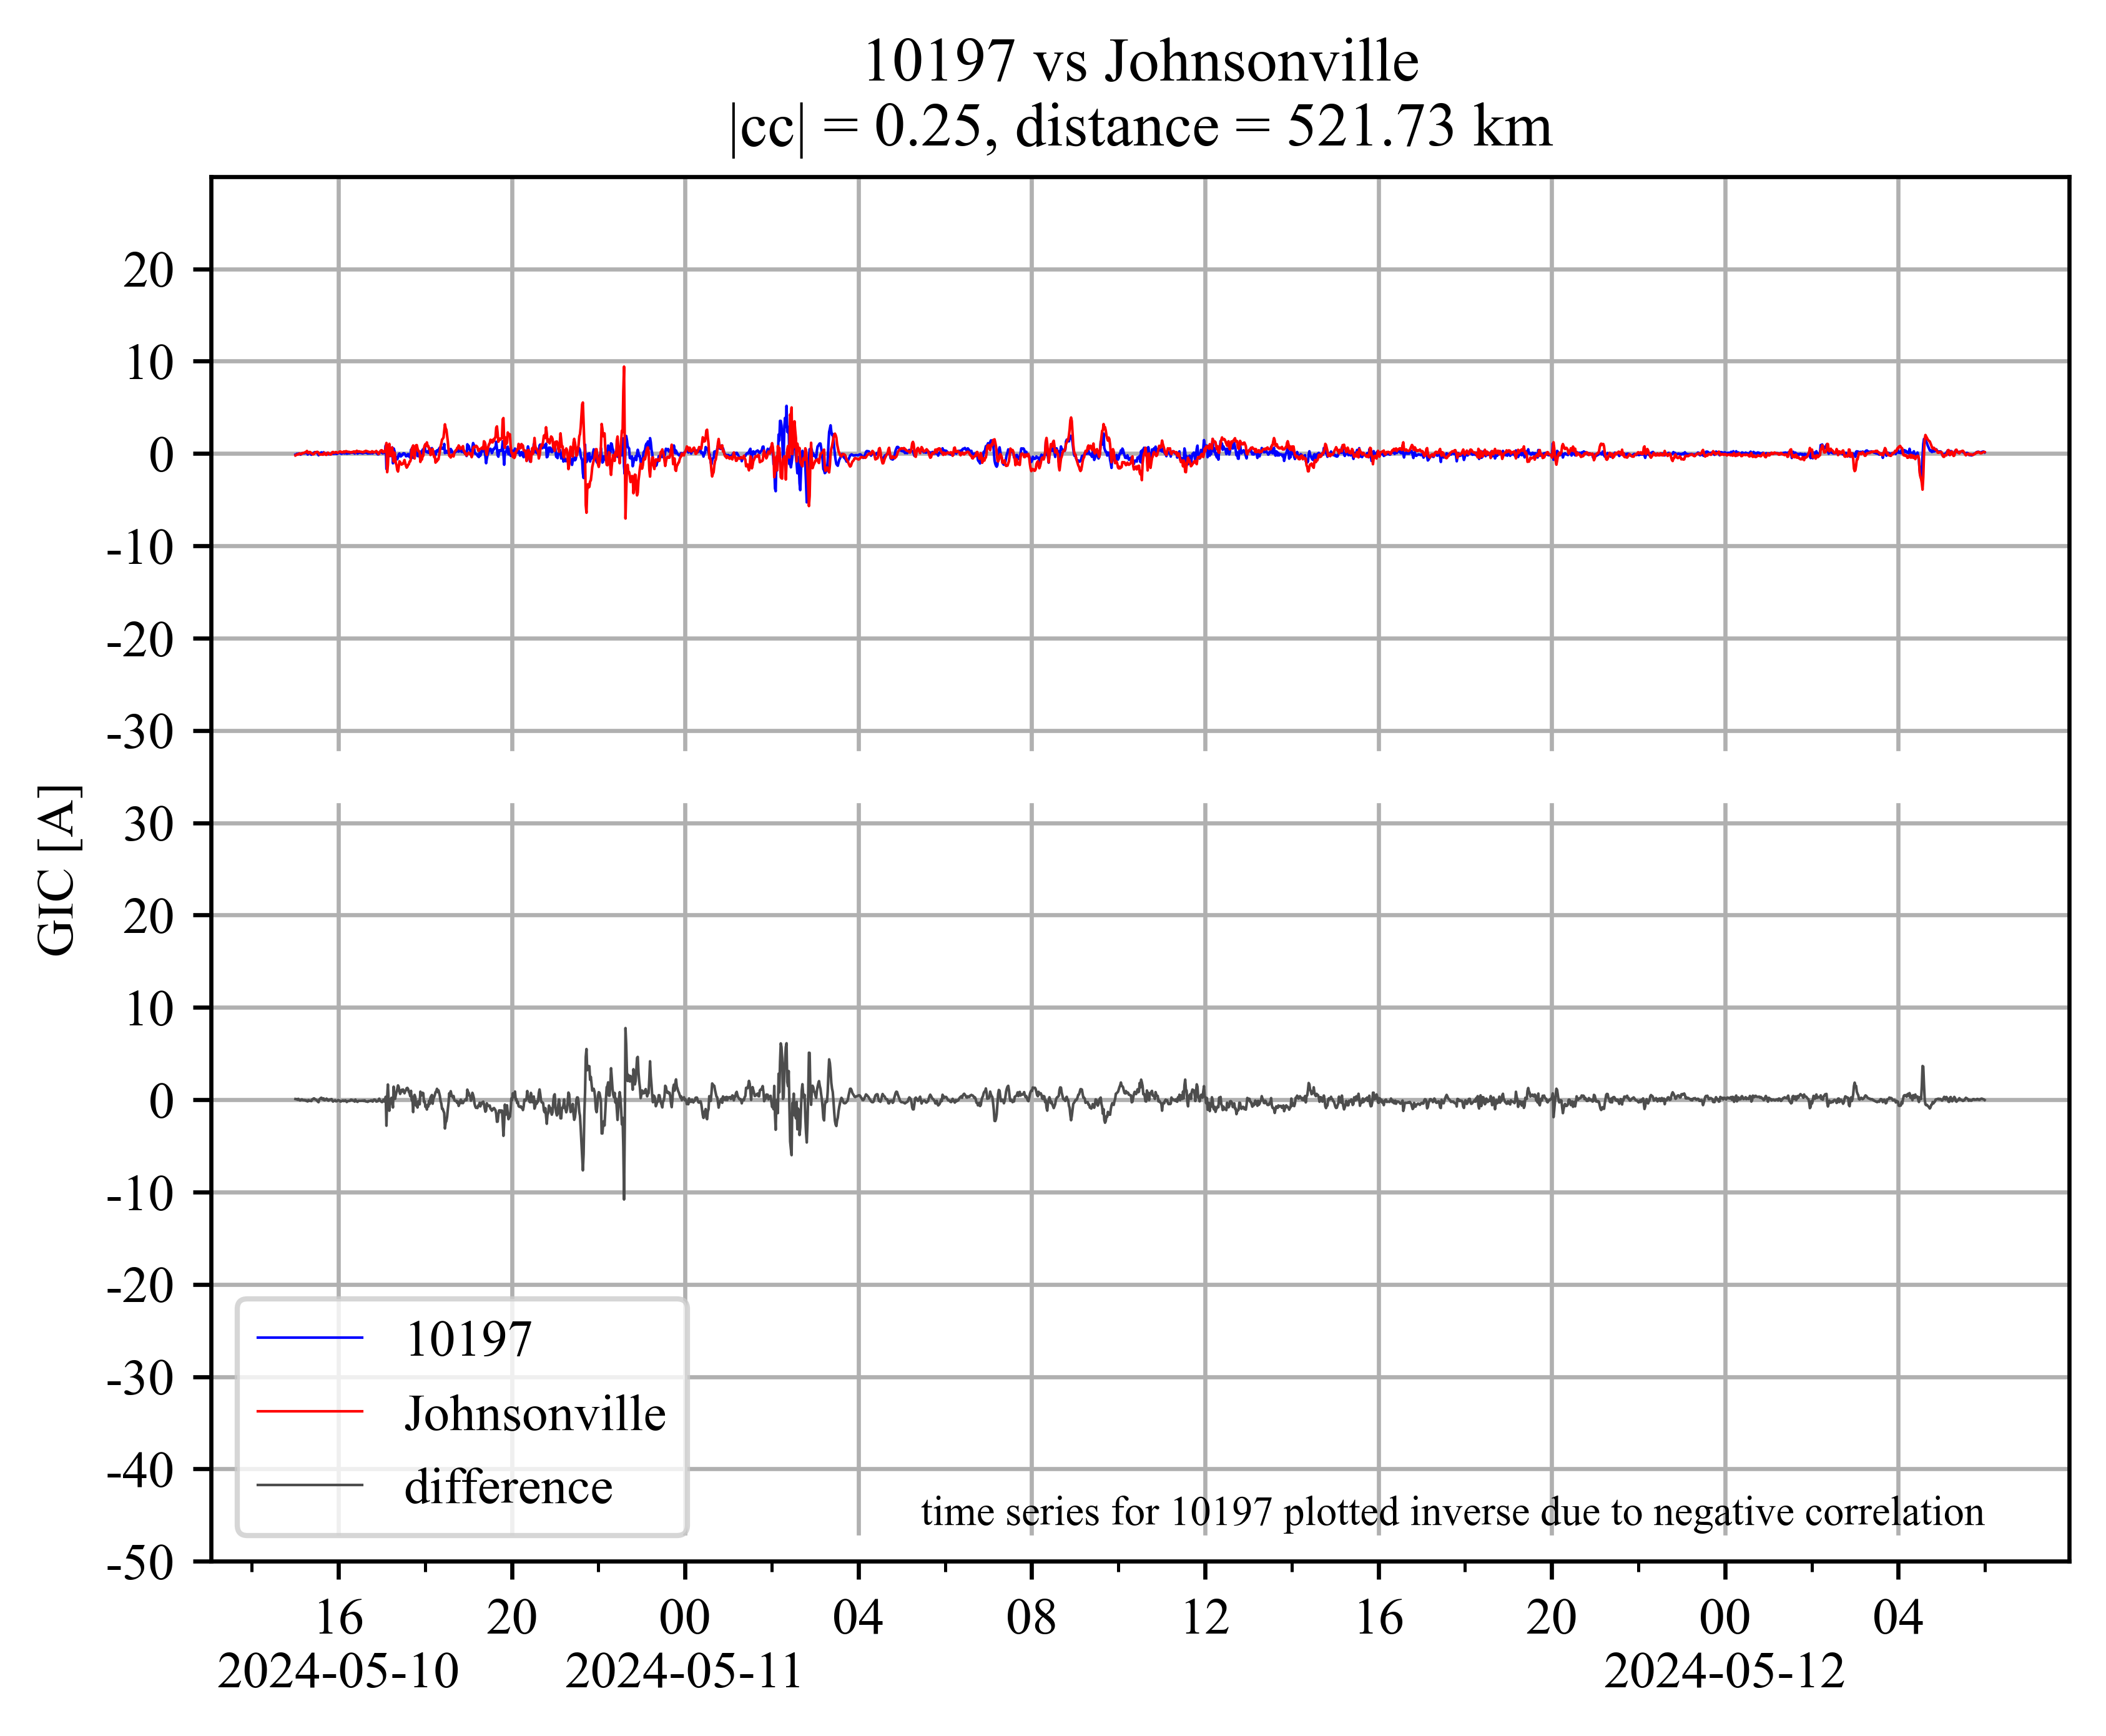 10197 vs Johnsonville
|cc| = 0.25, distance = 521.73 km
20
10
0
-10
-20
-30
30
20
10
0
-10
-20
-30
-40
-50
GIC [A]
10197
Johnsonville
difference
time series for 10197 plotted inverse due to negative correlation
16 20 00 04 08 12 16 20 00 04
2024-05-10 2024-05-11 2024-05-12